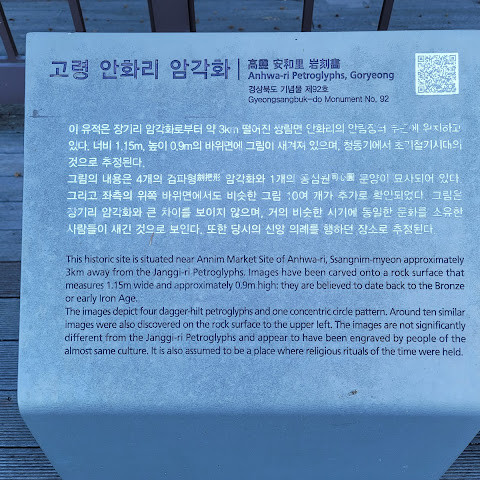 고령 안화리 암각화 高靈 安和里 岩刻畵
Anhwa-ri Petroglyphs, Goryeong
경상북도 기념물 제92호
Gyeongsangbuk-do Monument No. 92
이 유적은 장기리 암각화로부터 약 3km 떨어진 쌍림면 안화리의 안림장터 부근에 위치하고
있다. 너비 1.15m, 높이 0.9m의 바위면에 그림이 새겨져 있으며, 청동기에서 초기철기시대의
것으로 추정된다.
그림의 내용은 4개의 검파형劍把形 암각화와 1개의 동심원同心圓 문양이 묘사되어 있다.
그리고 좌측의 위쪽 바위면에서도 비슷한 그림 10여 개가 추가로 확인되었다. 그림은
장기리 암각화와 큰 차이를 보이지 않으며, 거의 비슷한 시기에 동일한 문화를 소유한
사람들이 새긴 것으로 보인다. 또한 당시의 신앙 의례를 행하던 장소로 추정된다.
This historic site is situated near Annim Market Site of Anhwa-ri, Ssangnim-myeon approximately
3km away from the Janggi-ri Petroglyphs. Images have been carved onto a rock surface that
measures 1.15m wide and approximately 0.9m high; they are believed to date back to the Bronze
or early Iron Age.
The images depict four dagger-hilt petroglyphs and one concentric circle pattern. Around ten similar
images were also discovered on the rock surface to the upper left. The images are not significantly
different from the Janggi-ri Petroglyphs and appear to have been engraved by people of the
almost same culture. It is also assumed to be a place where religious rituals of the time were held.